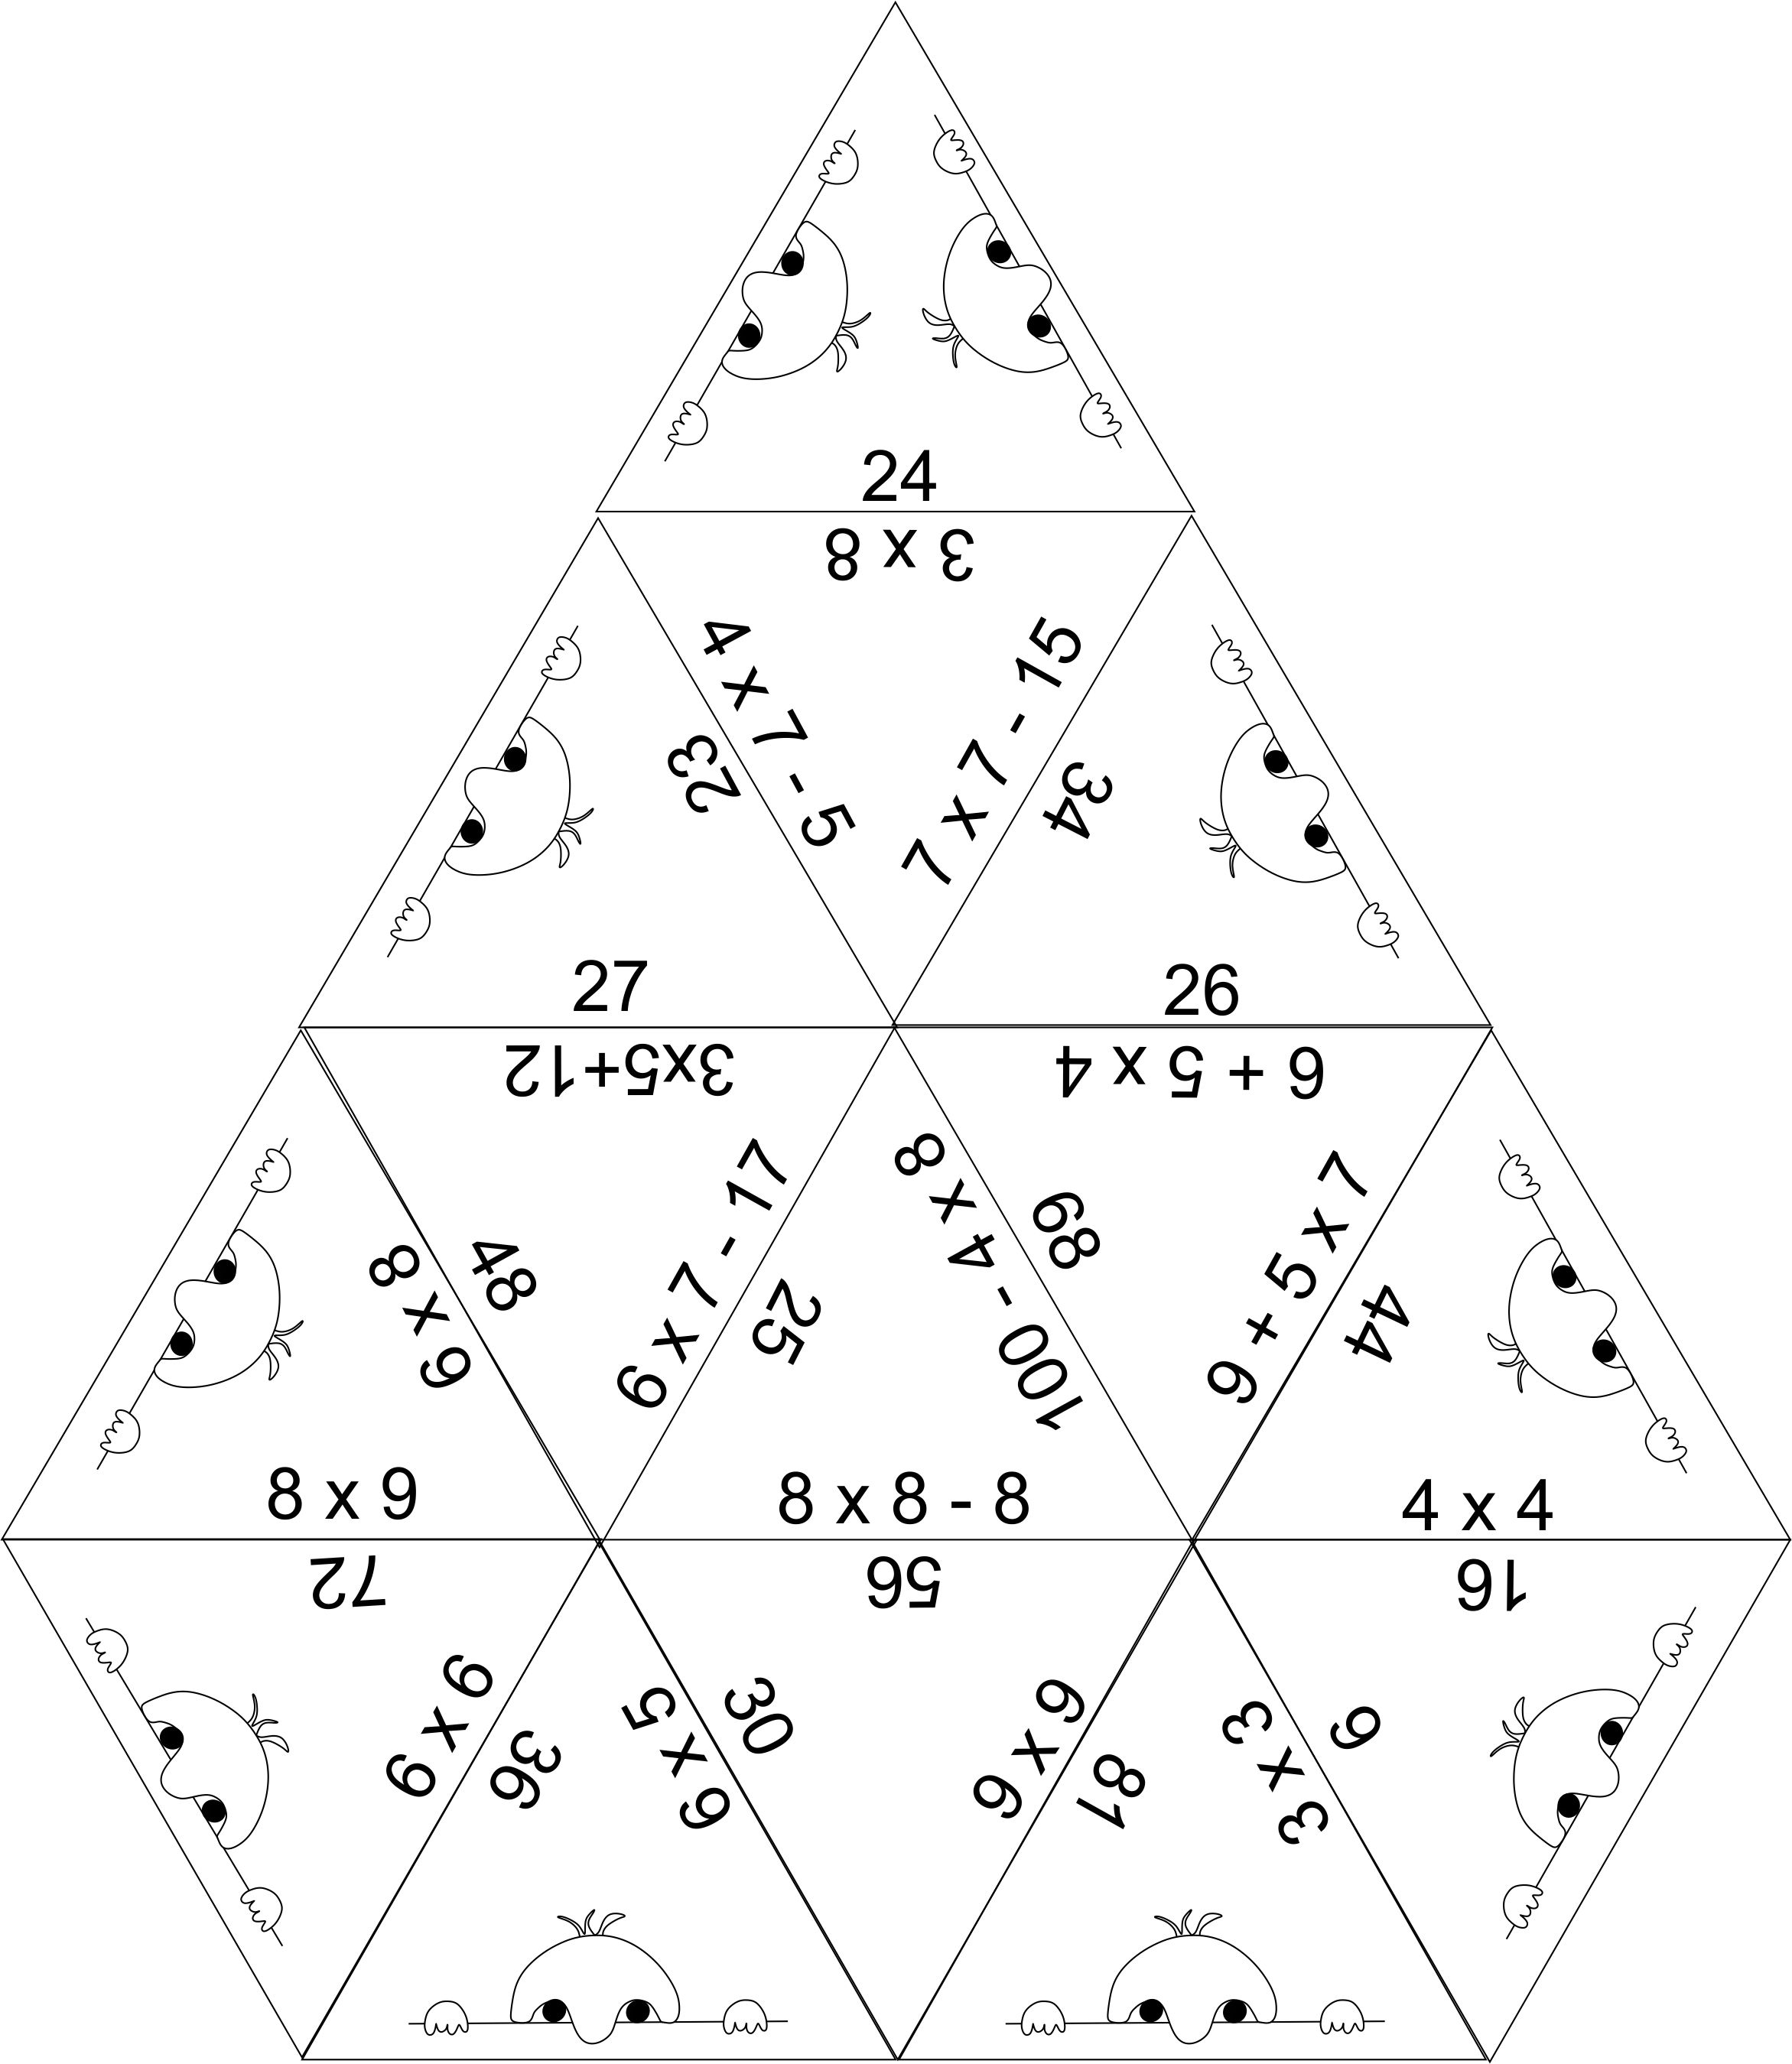 24
3 x 8
4 x 7 - 5
7 x 7 - 15
23
34
27
26
3x5+12
6 + 5 x 4
8 x 6
48
6 x 7 - 17
25
100 - 4 x 8
68
9 + 5 x 7
44
8 x 9
8 x 8 - 8
4 x 4
72
56
16
6 x 6
36
5 x 6
30
9 x 9
81
3 x 3
9